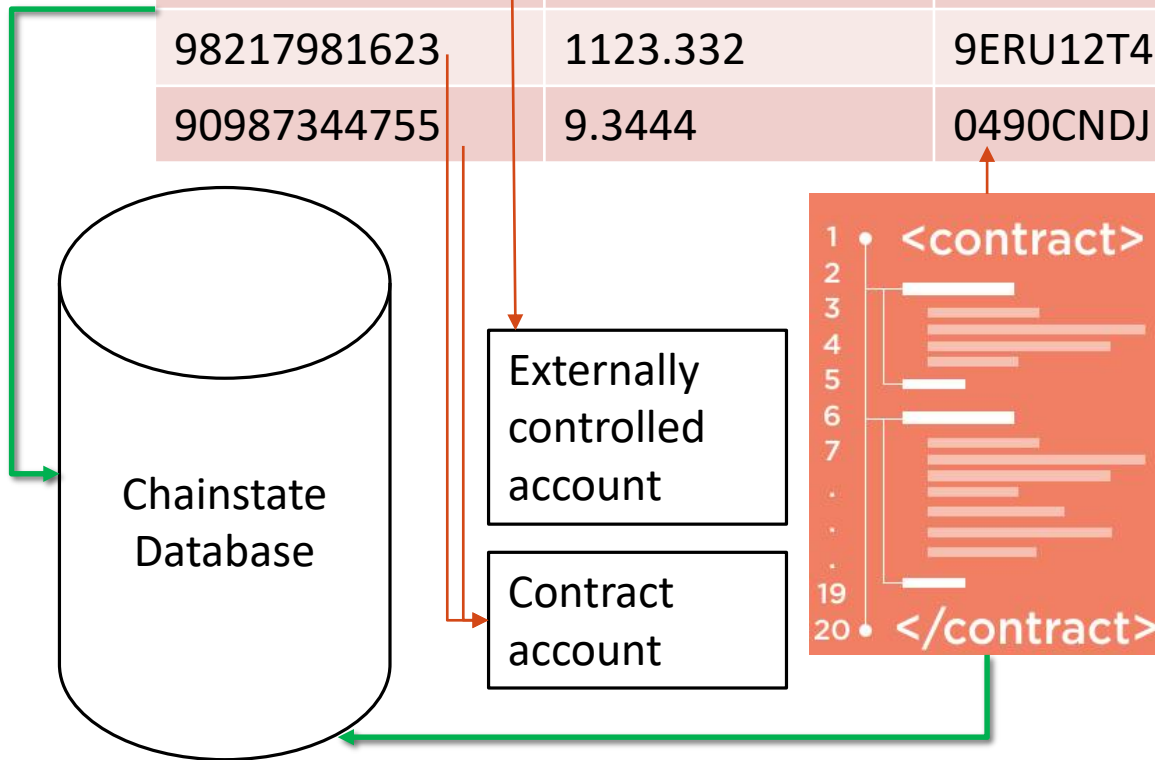 98217981623 1123.332 9ERU12T4
90987344755 9.3444 0490CNDJ
Chainstate
Database
Externally
controlled
account
Contract
account
1 <contract>
2
3
4
5
6
7
.
.
.
19
20 </contract>